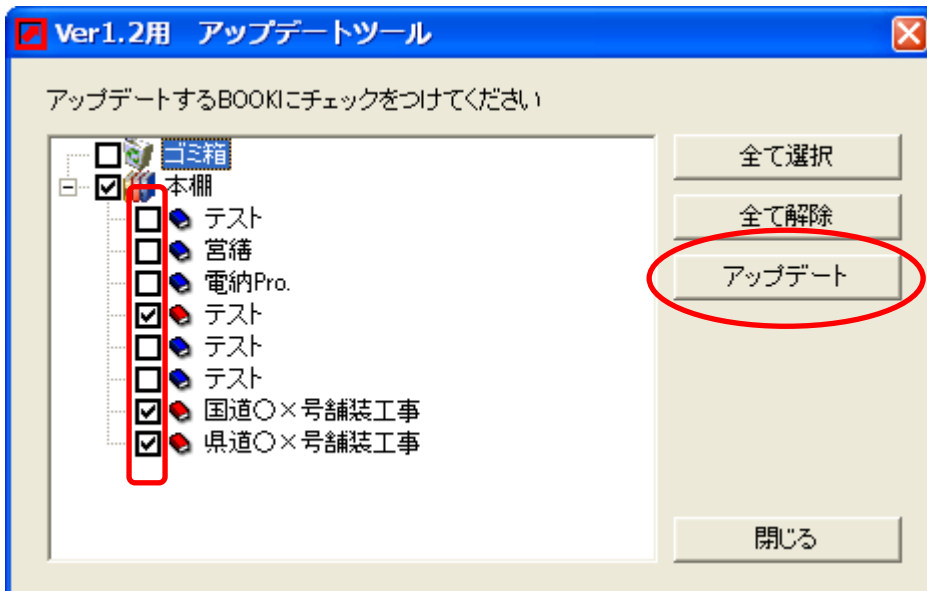 Ver1.2用 アップデートツール
アップデートするBOOKにチェックをつけてください
ゴミ箱
本棚
テスト
営繕
電納Pro.
テスト
テスト
テスト
国道〇×号舗装工事
県道〇×号舗装工事
全て選択
全て解除
アップデート
閉じる